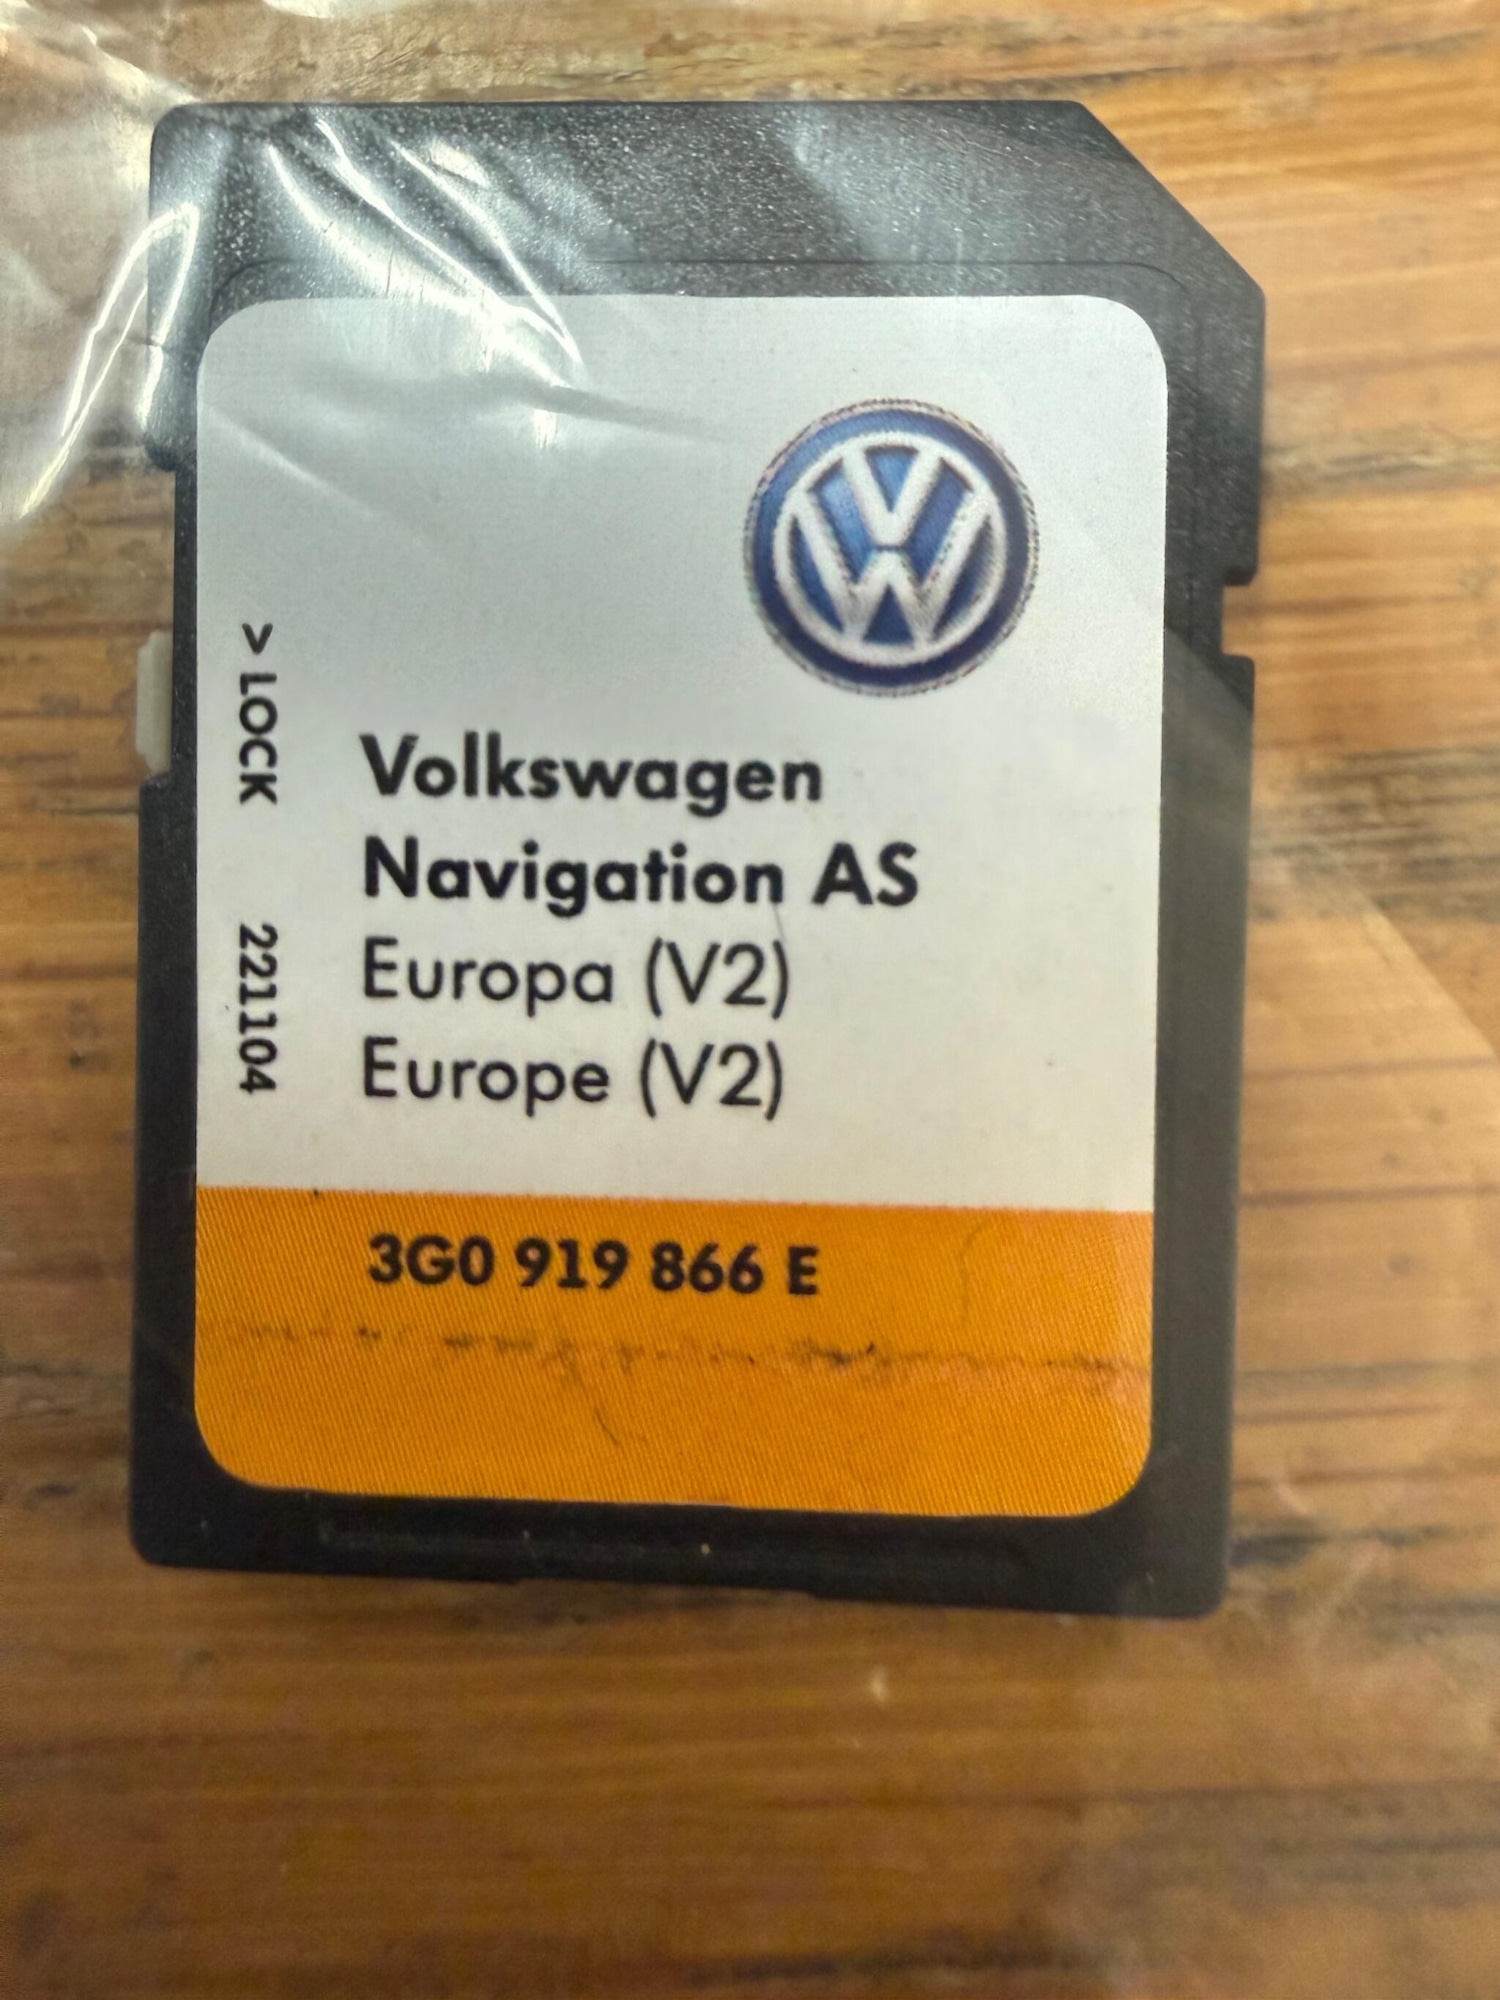 > LOCK 221104
Volkswagen
Navigation AS
Europa (V2)
Europe (V2)
3G0 919 866 E